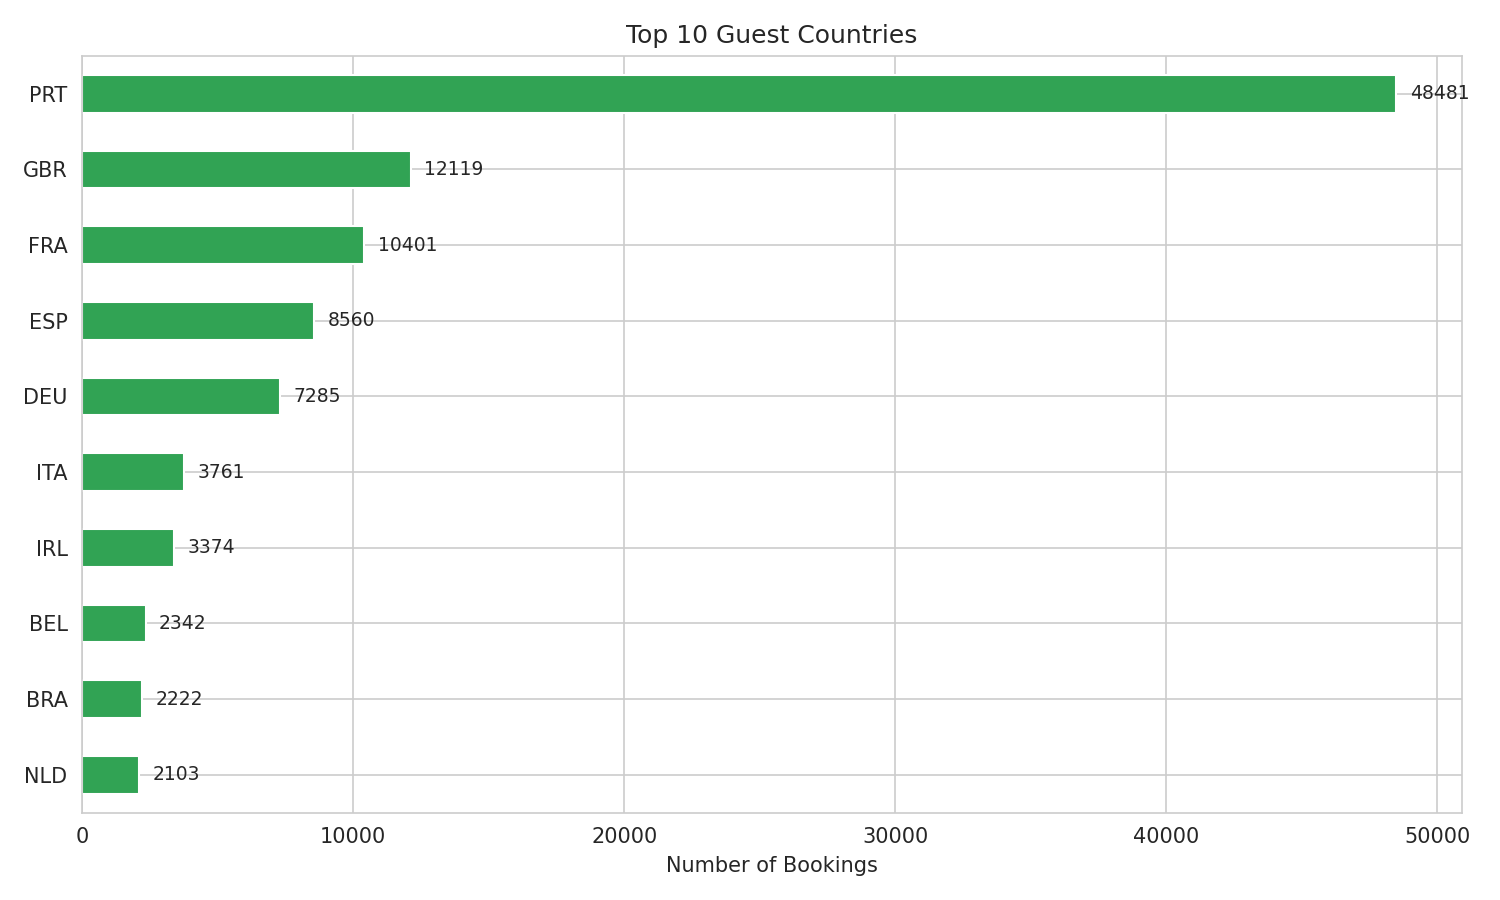 Top 10 Guest Countries
PRT 48481
GBR 12119
FRA 10401
ESP 8560
DEU 7285
ITA 3761
IRL 3374
BEL 2342
BRA 2222
NLD 2103
0 10000 20000 30000 40000 50000
Number of Bookings